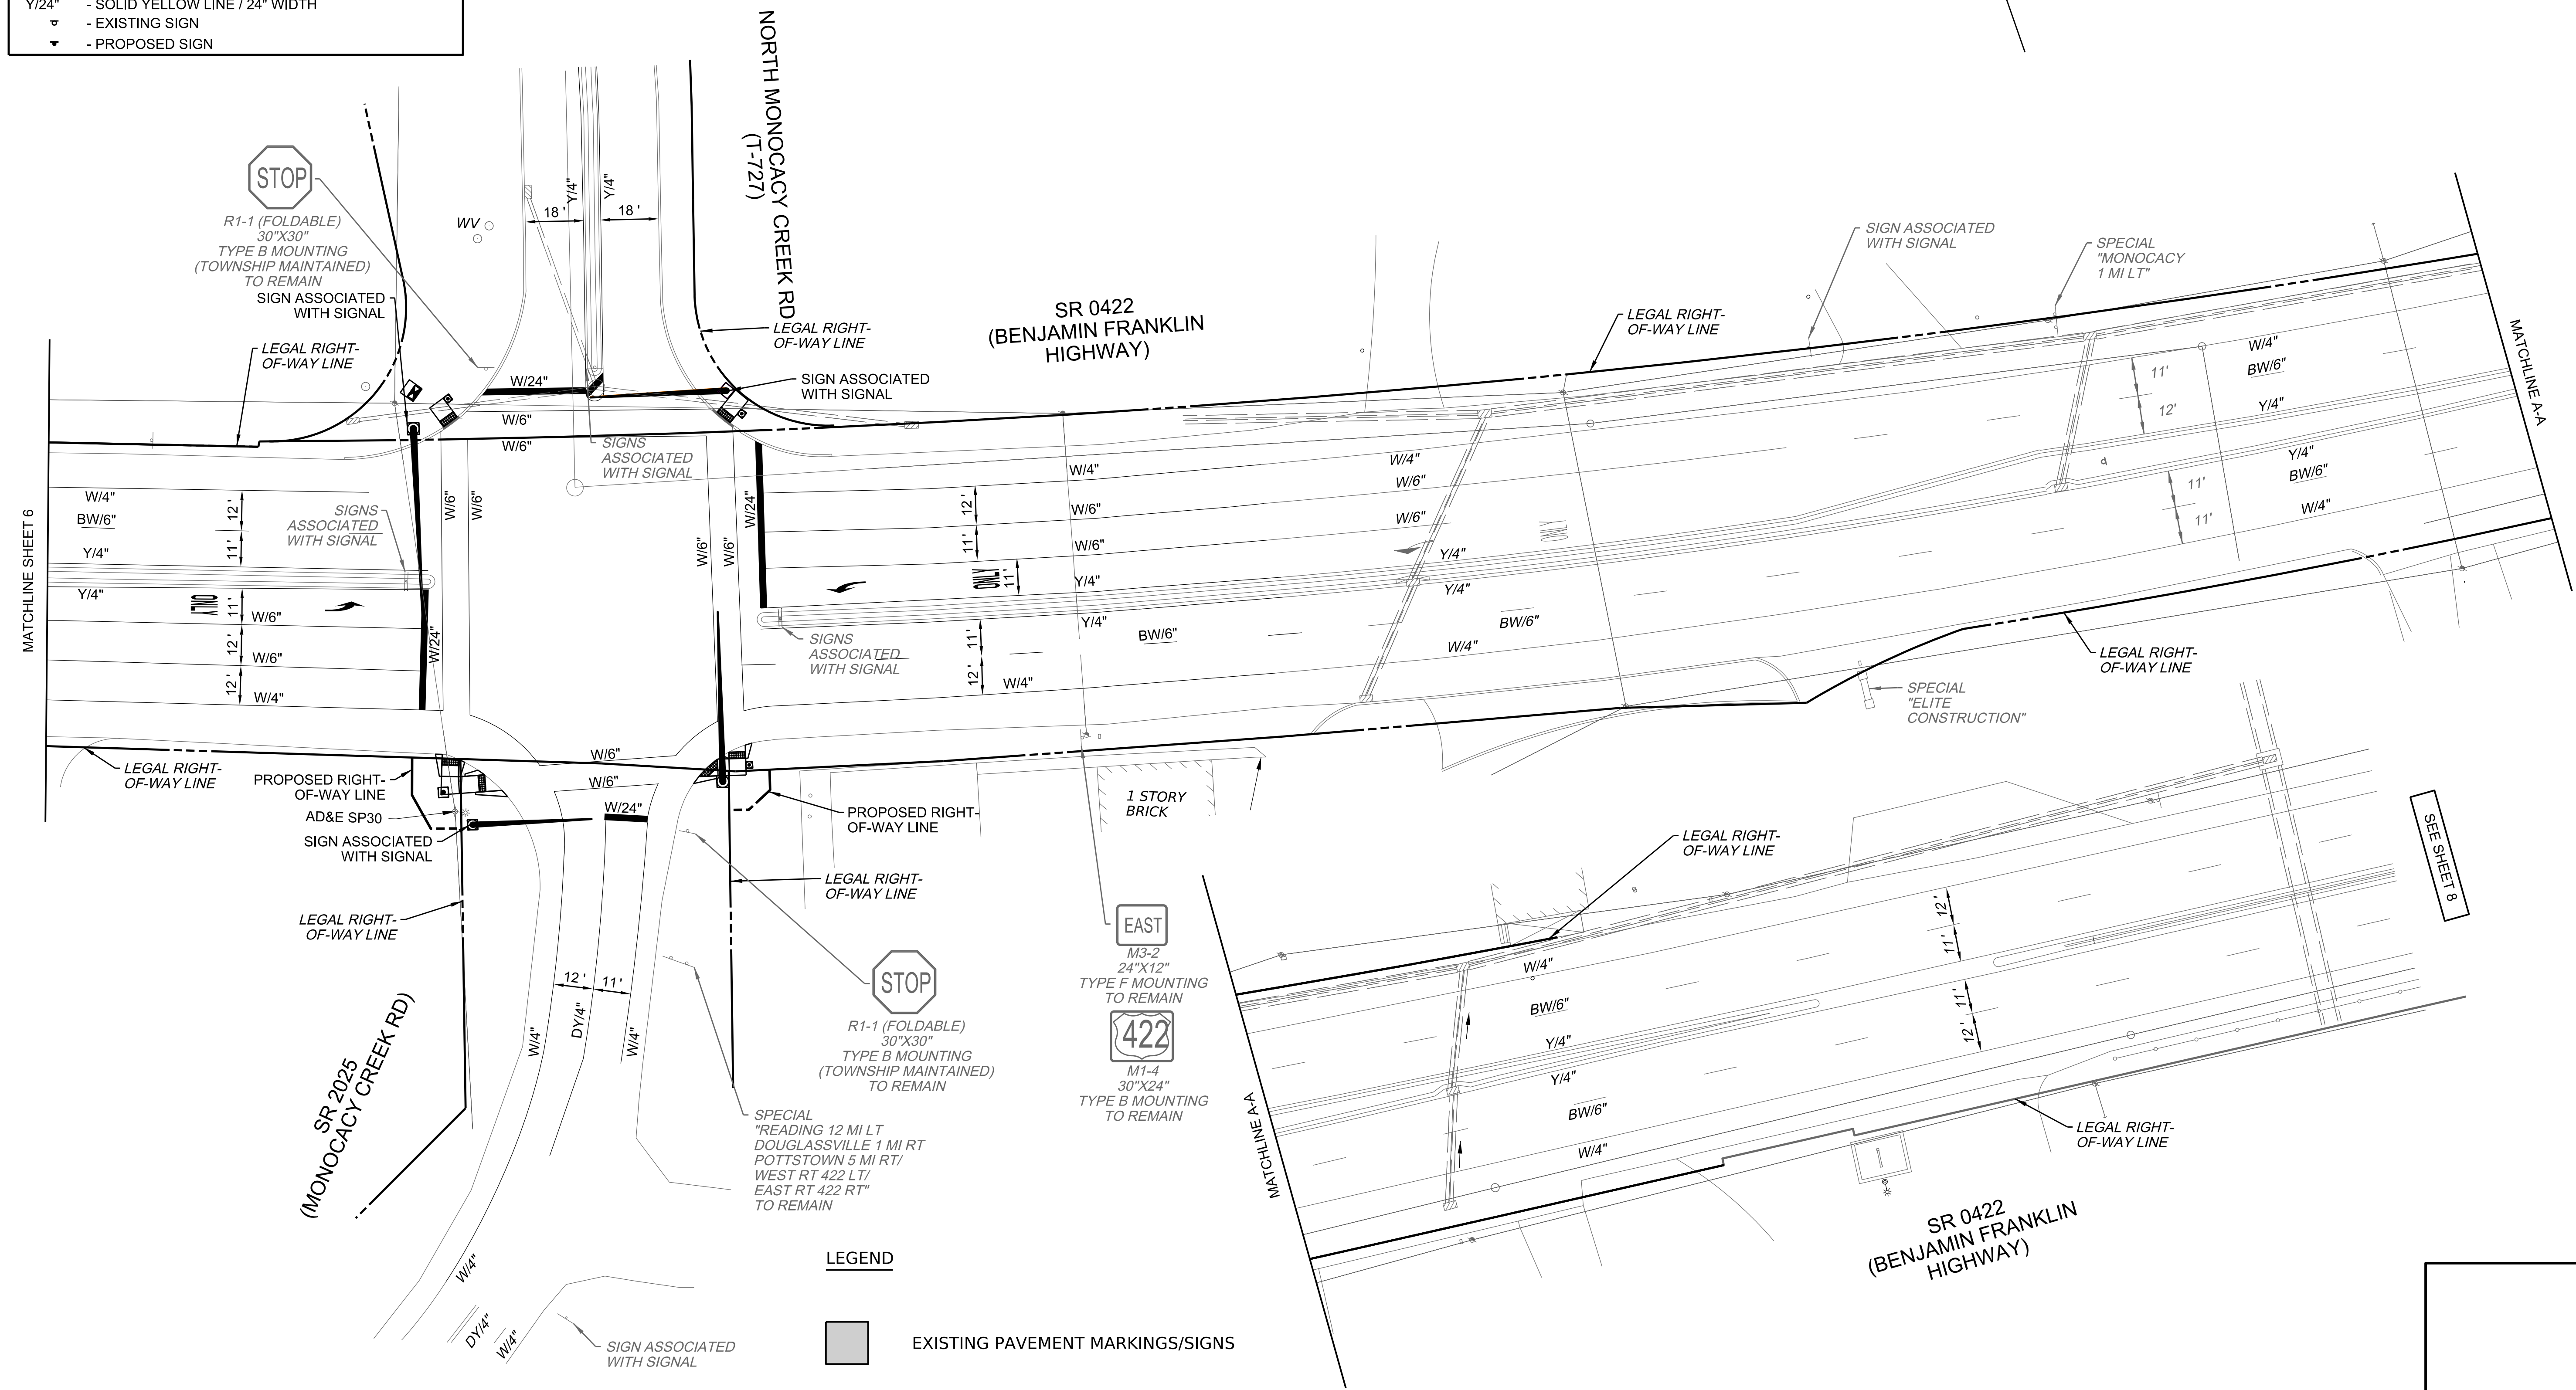 Y/24" - SOLID YELLOW LINE / 24" WIDTH
- EXISTING SIGN
- PROPOSED SIGN
NORTH MONOCACY CREEK RD
(T-727)
STOP
R1-1 (FOLDABLE)
30"X30"
TYPE B MOUNTING
(TOWNSHIP MAINTAINED)
TO REMAIN
SIGN ASSOCIATED
WITH SIGNAL
LEGAL RIGHT-
OF-WAY LINE
WV
18 '
Y/4"
Y/4"
18 '
W/24"
W/6"
W/6"
LEGAL RIGHT-
OF-WAY LINE
SIGN ASSOCIATED
WITH SIGNAL
SIGNS
ASSOCIATED
WITH SIGNAL
SR 0422
(BENJAMIN FRANKLIN
HIGHWAY)
LEGAL RIGHT-
OF-WAY LINE
SIGN ASSOCIATED
WITH SIGNAL
SPECIAL
"MONOCACY
1 MI LT"
MATCHLINE A-A
W/4"
BW/6"
11'
12'
Y/4"
Y/4"
BW/6"
11'
11'
W/4"
MATCHLINE SHEET 6
W/4"
BW/6"
Y/4"
Y/4"
12'
11'
SIGNS
ASSOCIATED
WITH SIGNAL
ONLY
11'
W/6"
12'
W/6"
12'
W/4"
W/24"
W/6"
W/6"
W/6"
W/6"
W/24"
W/4"
12'
W/6"
11'
W/6"
ONLY
11'
Y/4"
Y/4"
W/4"
W/6"
W/6"
Y/4"
Y/4"
ONLY
SIGNS
ASSOCIATED
WITH SIGNAL
11'
12'
BW/6"
W/4"
W/4"
BW/6"
LEGAL RIGHT-
OF-WAY LINE
SPECIAL
"ELITE
CONSTRUCTION"
LEGAL RIGHT-
OF-WAY LINE
PROPOSED RIGHT-
OF-WAY LINE
AD&E SP30
SIGN ASSOCIATED
WITH SIGNAL
W/6"
W/6"
W/24"
PROPOSED RIGHT-
OF-WAY LINE
1 STORY
BRICK
LEGAL RIGHT-
OF-WAY LINE
LEGAL RIGHT-
OF-WAY LINE
12 '
11'
W/4"
DY/4"
W/4"
SR 2025
(MONOCACY CREEK RD)
STOP
R1-1 (FOLDABLE)
30"X30"
TYPE B MOUNTING
(TOWNSHIP MAINTAINED)
TO REMAIN
EAST
M3-2
24"X12"
TYPE F MOUNTING
TO REMAIN
422
M1-4
30"X24"
TYPE B MOUNTING
TO REMAIN
SPECIAL
"READING 12 MI LT
DOUGLASSVILLE 1 MI RT
POTTSTOWN 5 MI RT/
WEST RT 422 LT/
EAST RT 422 RT"
TO REMAIN
W/4"
DY/4"
W/4"
SIGN ASSOCIATED
WITH SIGNAL
LEGEND
EXISTING PAVEMENT MARKINGS/SIGNS
MATCHLINE A-A
LEGAL RIGHT-
OF-WAY LINE
W/4"
BW/6"
Y/4"
Y/4"
BW/6"
W/4"
12'
11'
11'
12'
SEE SHEET 8
LEGAL RIGHT-
OF-WAY LINE
SR 0422
(BENJAMIN FRANKLIN
HIGHWAY)